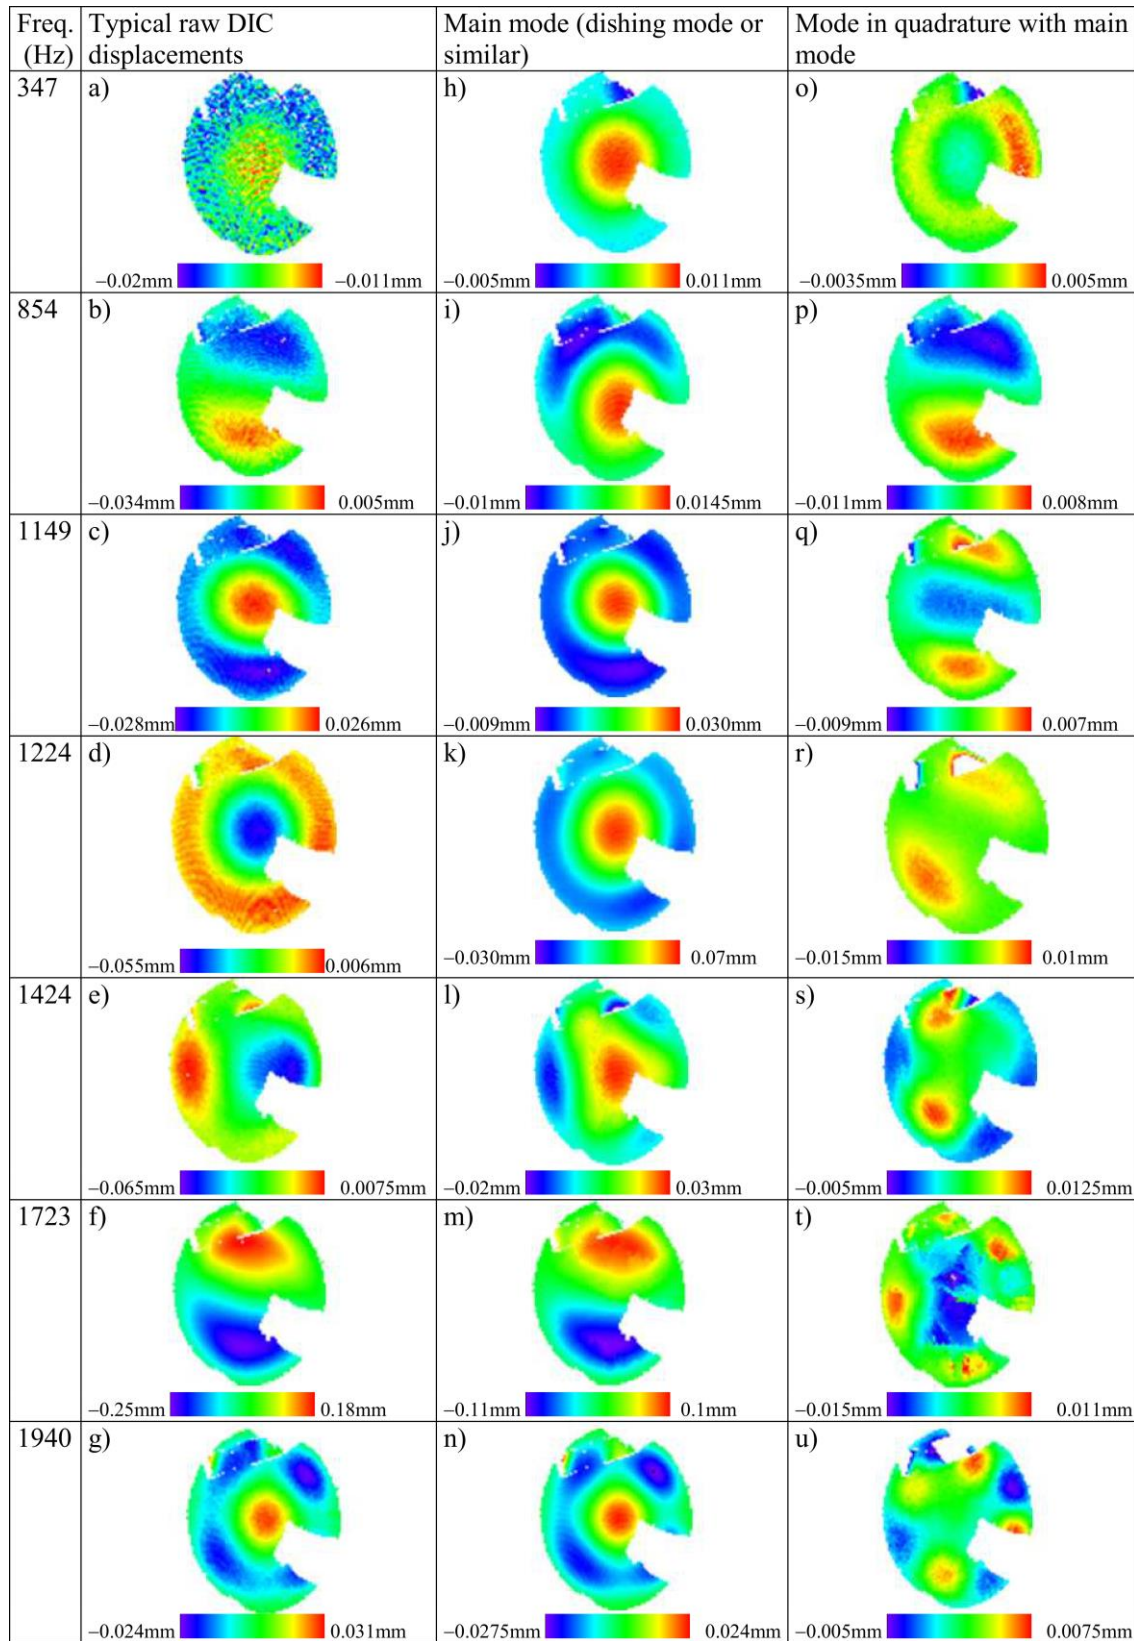 Freq. (Hz)
Typical raw DIC displacements
Main mode (dishing mode or similar)
Mode in quadrature with main mode
347
a)
h)
o)
−0.02mm −0.011mm
−0.005mm 0.011mm
−0.0035mm 0.005mm
854
b)
i)
p)
−0.034mm 0.005mm
−0.01mm 0.0145mm
−0.011mm 0.008mm
1149
c)
j)
q)
−0.028mm 0.026mm
−0.009mm 0.030mm
−0.009mm 0.007mm
1224
d)
k)
r)
−0.055mm 0.006mm
−0.030mm 0.07mm
−0.015mm 0.01mm
1424
e)
l)
s)
−0.065mm 0.0075mm
−0.02mm 0.03mm
−0.005mm 0.0125mm
1723
f)
m)
t)
−0.25mm 0.18mm
−0.11mm 0.1mm
−0.015mm 0.011mm
1940
g)
n)
u)
−0.024mm 0.031mm
−0.0275mm 0.024mm
−0.005mm 0.0075mm